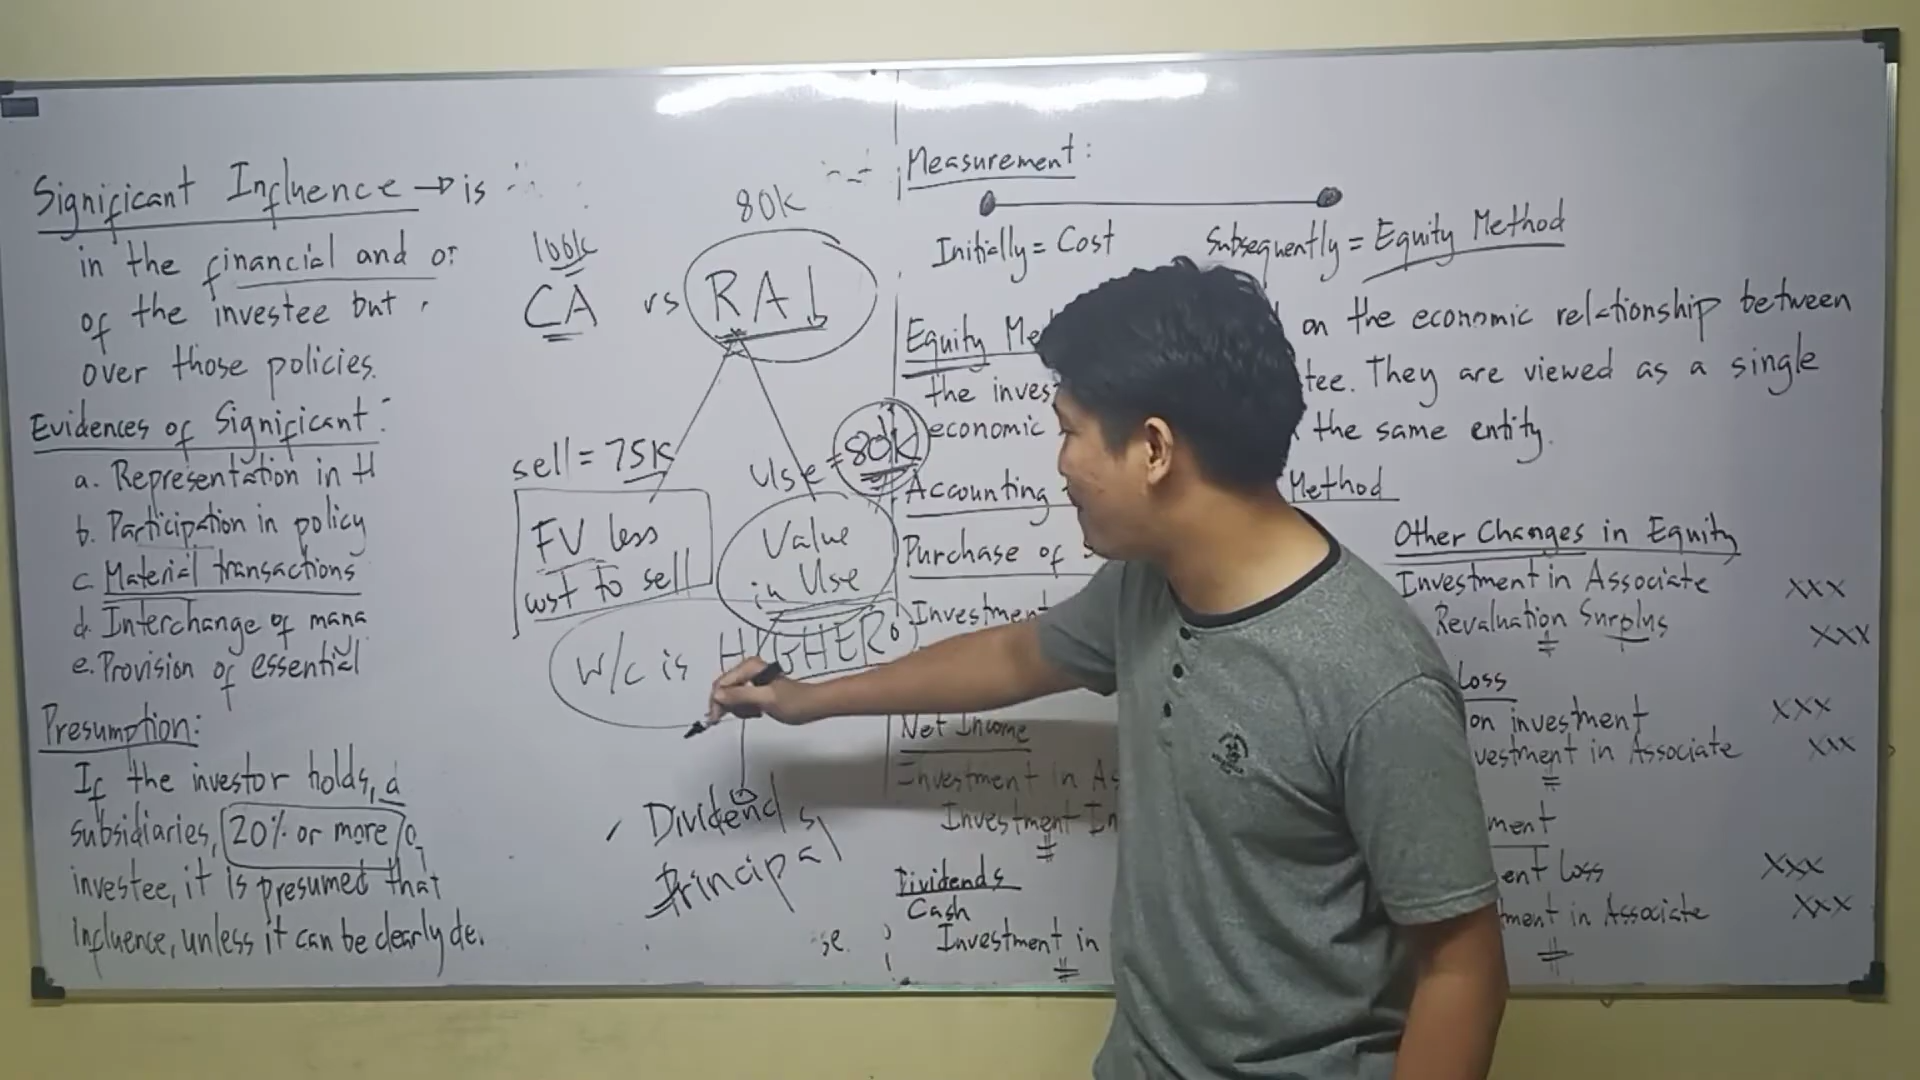 Significant Influence → is
in the financial and or
of the investee but
over those policies.
Evidences of Significant:
a. Representation in
b. Participation in policy
c. Material transactions
d. Interchange of mana
e. Provision of essential
Presumption:
If the investor holds, d
subsidiaries, 20% or more o
investee, it is presumed that
influence, unless it can be clearly de.
100k
80k
CA vs RA↓
sell = 75K
Use = 80k
FV less
cost to sell
Value
in Use
w/c is HIGHER
Dividends,
Principal
se.
Measurement:
Initially = Cost
Subsequently = Equity Method
Equity Me on the economic relationship between
the inves tee. They are viewed as a single
economic the same entity.
Accounting Method
Purchase of
Investment
Net Income
Investment in As
Investment In
Dividends
Cash
Investment in
Other Changes in Equity
Investment in Associate xxx
Revaluation Surplus xxx
Loss
on investment xxx
vestment in Associate xxx
ment
ent loss xxx
tment in Associate xxx